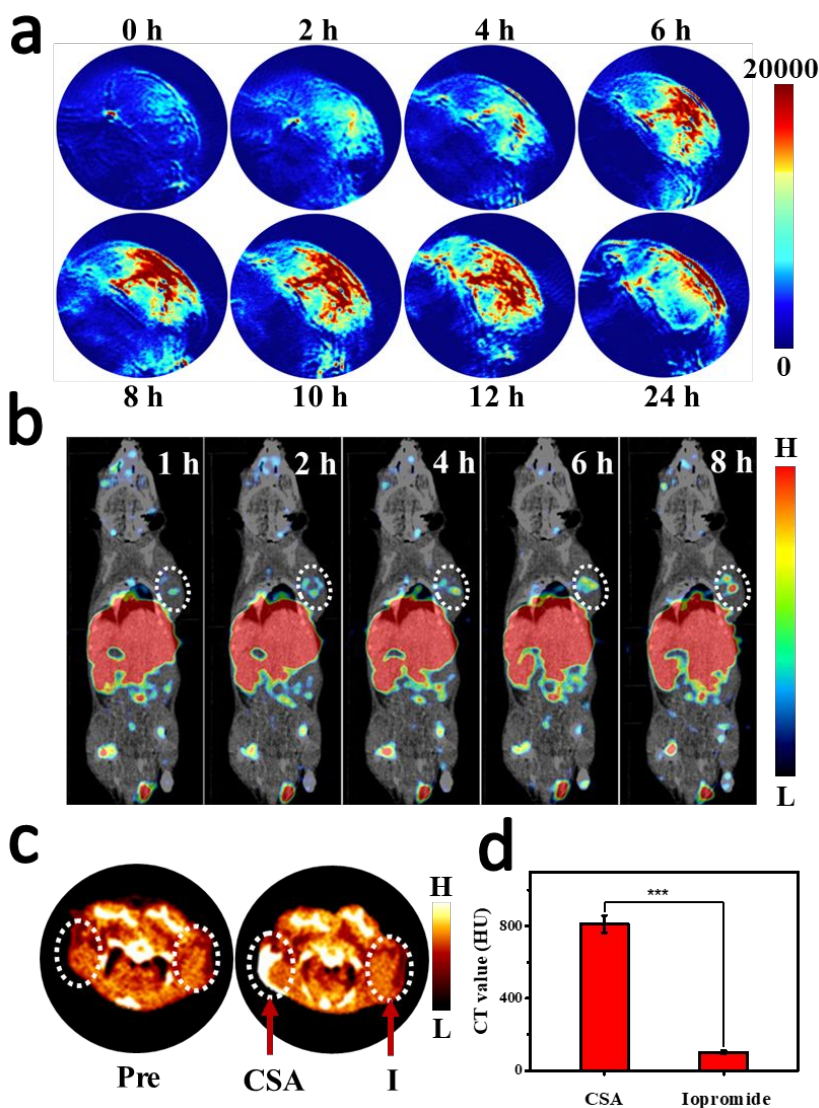 a
0 h 2 h 4 h 6 h
20000
0
8 h 10 h 12 h 24 h
b
1 h 2 h 4 h 6 h 8 h
H
L
c
H
L
Pre CSA I
d
CT value (HU)
800
400
0
***
CSA Iopromide